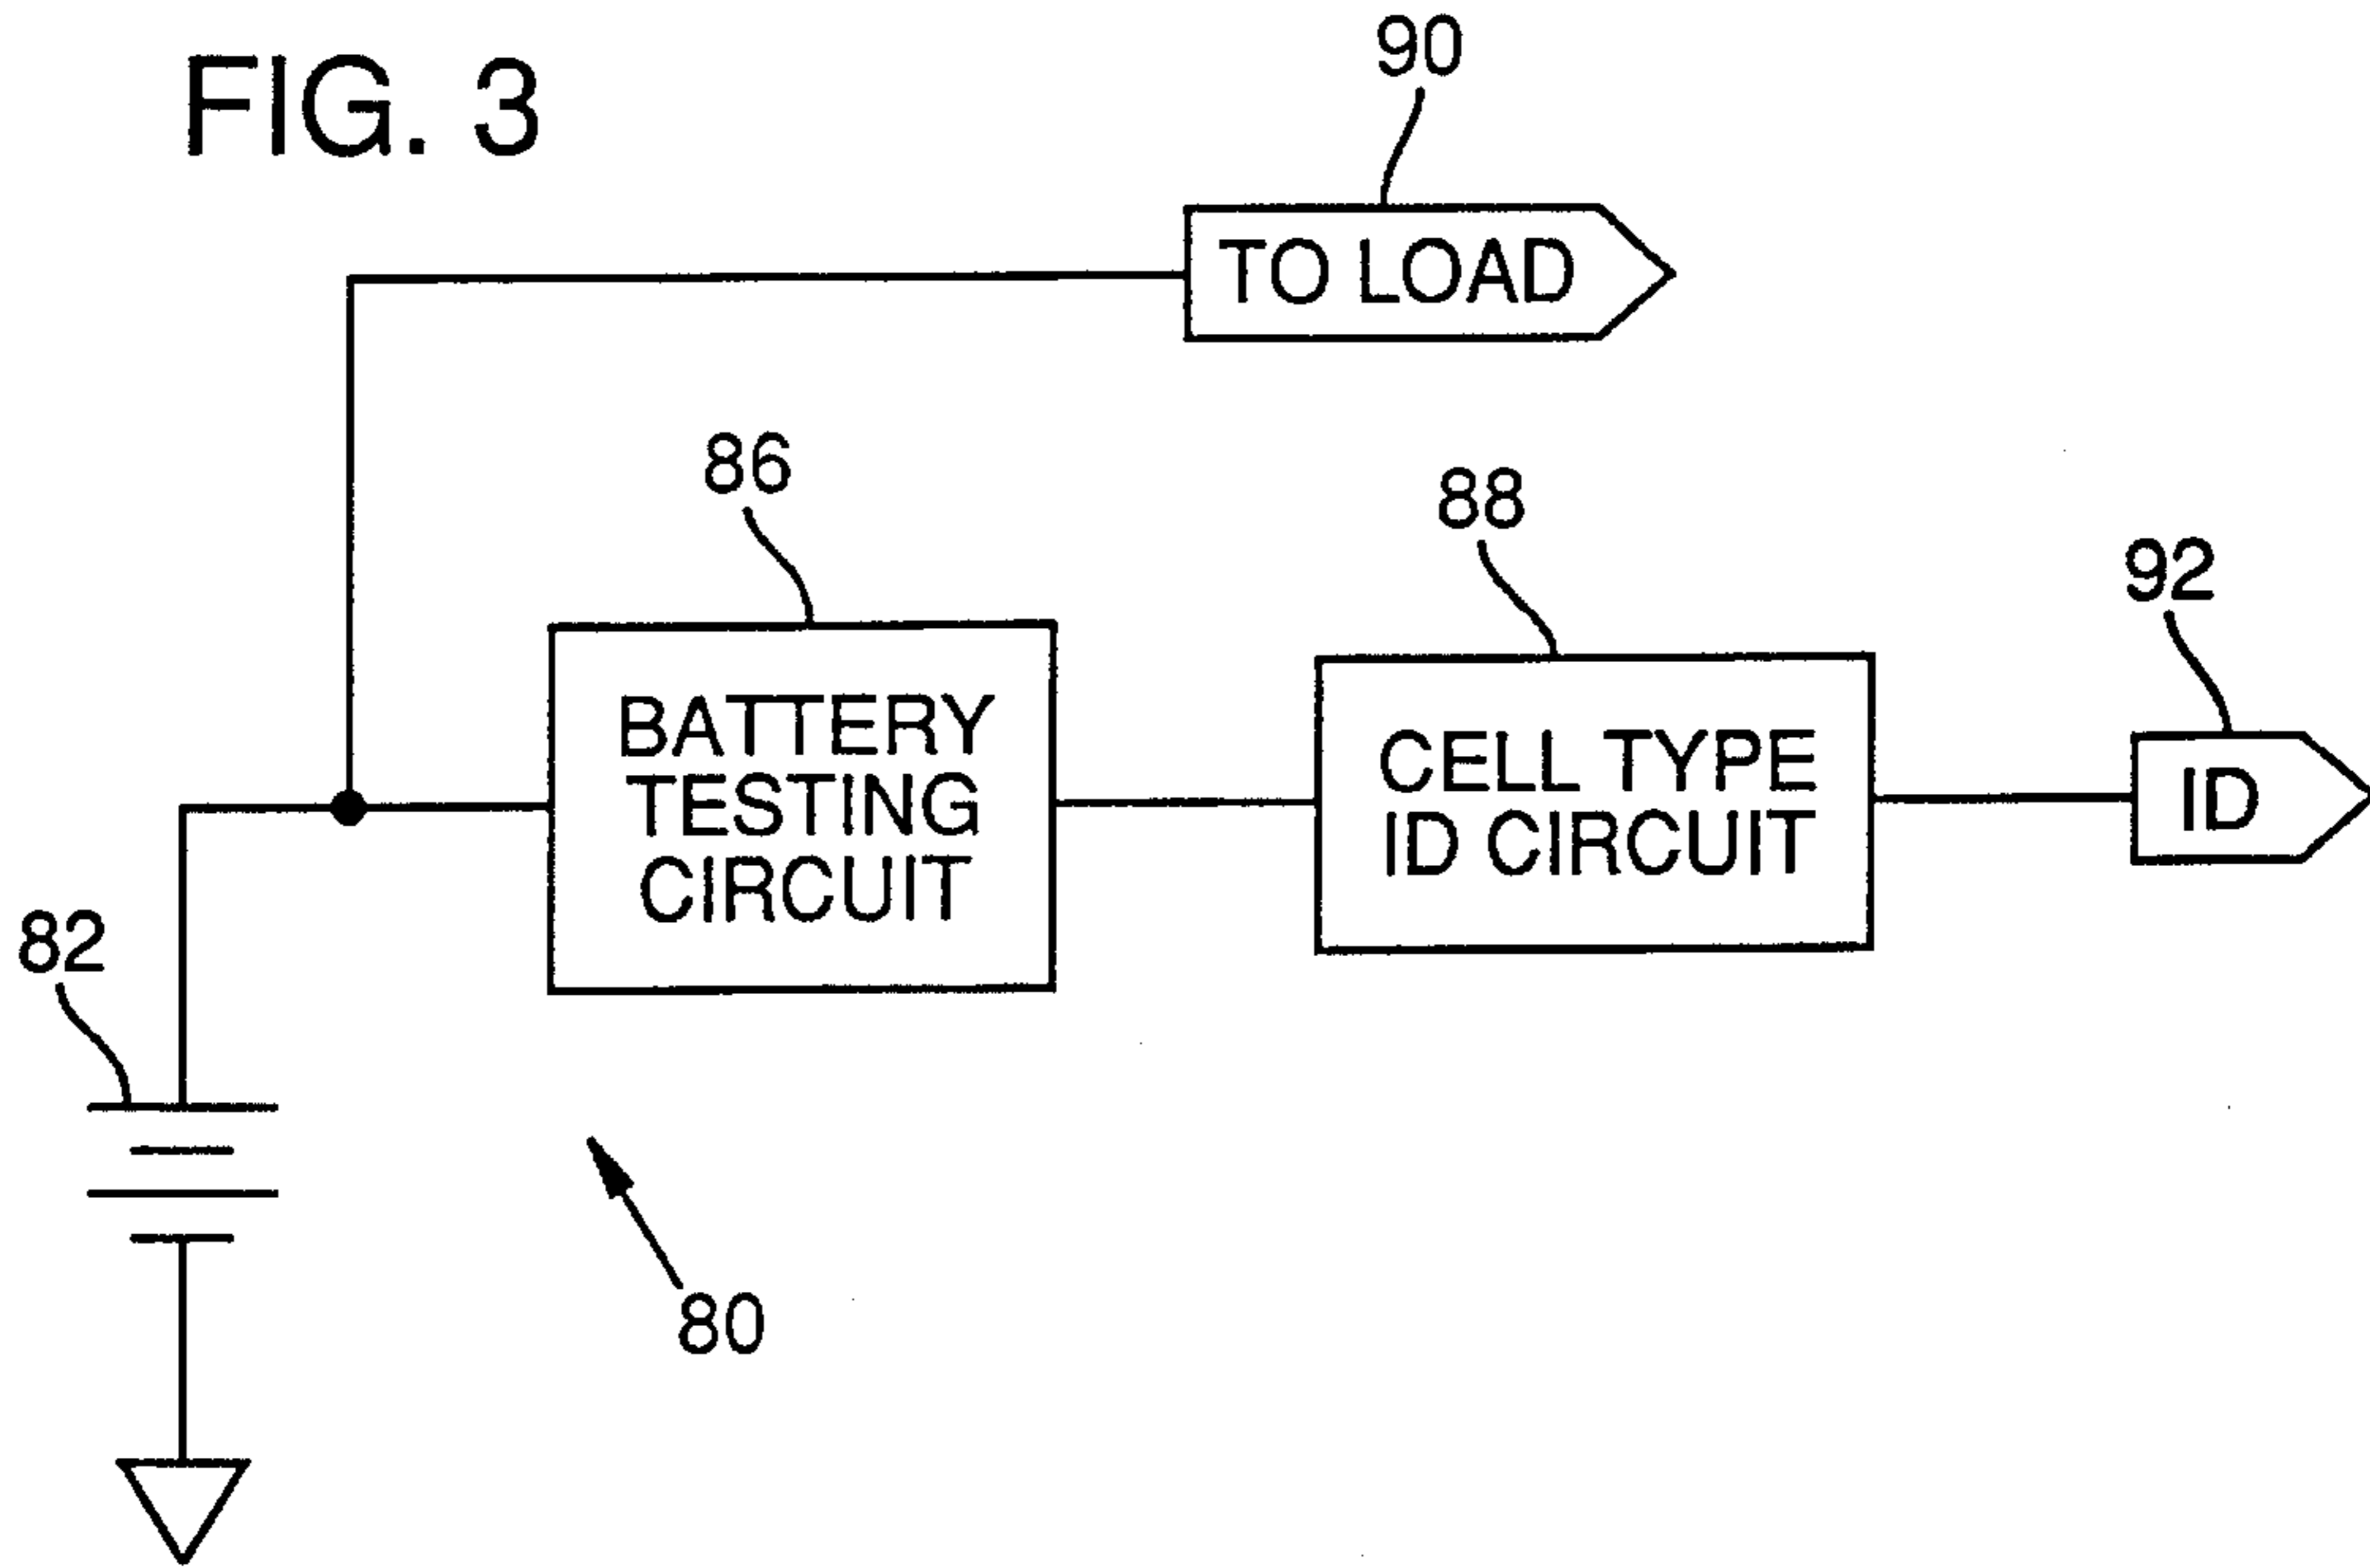 FIG. 3
90
TO LOAD
86
88
92
BATTERY
TESTING
CIRCUIT
CELL TYPE
ID CIRCUIT
ID
82
80